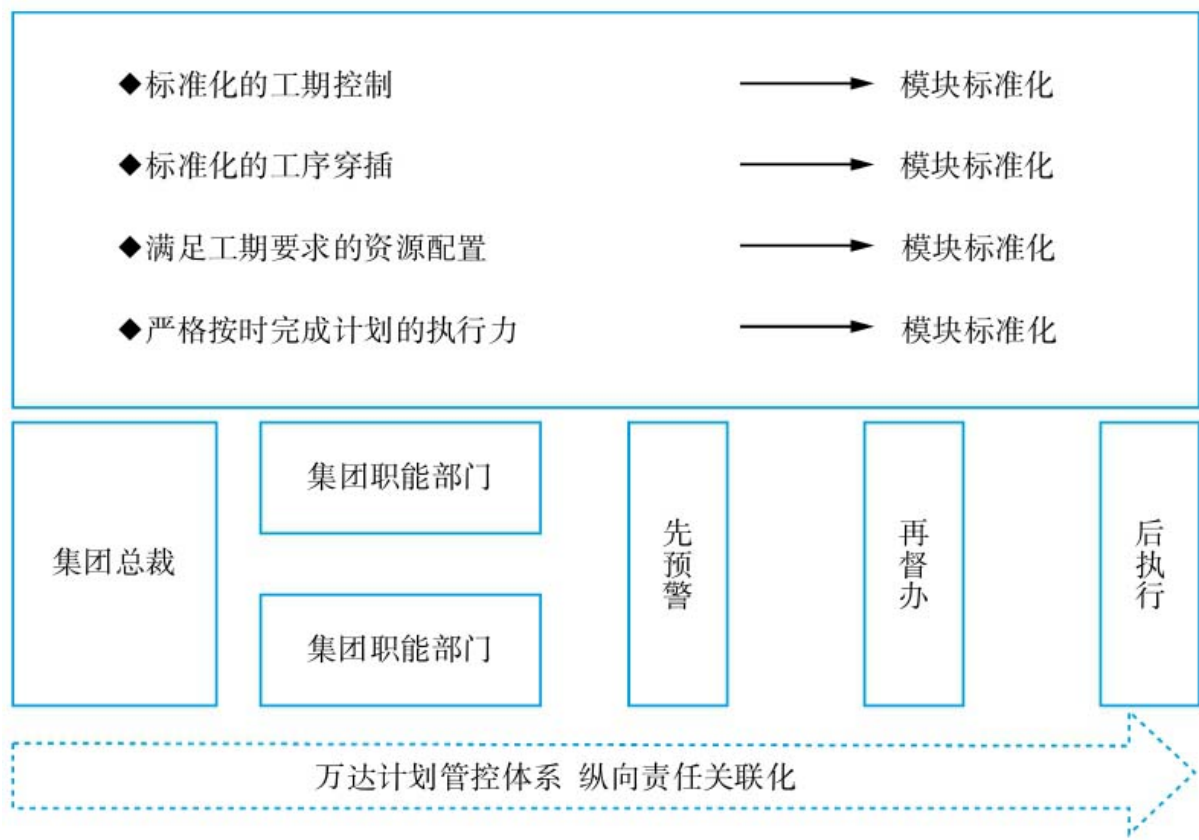 ◆标准化的工期控制 模块标准化
◆标准化的工序穿插 模块标准化
◆满足工期要求的资源配置 模块标准化
◆严格按时完成计划的执行力 模块标准化
集团总裁
集团职能部门
集团职能部门
先预警
再督办
后执行
万达计划管控体系 纵向责任关联化